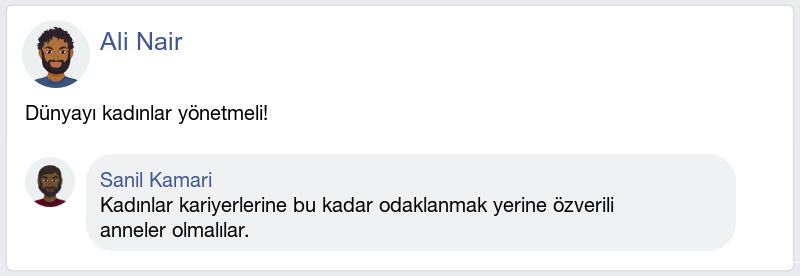 Ali Nair
Dünyayı kadınlar yönetmeli!
Sanil Kamari
Kadınlar kariyerlerine bu kadar odaklanmak yerine özverili
anneler olmalılar.